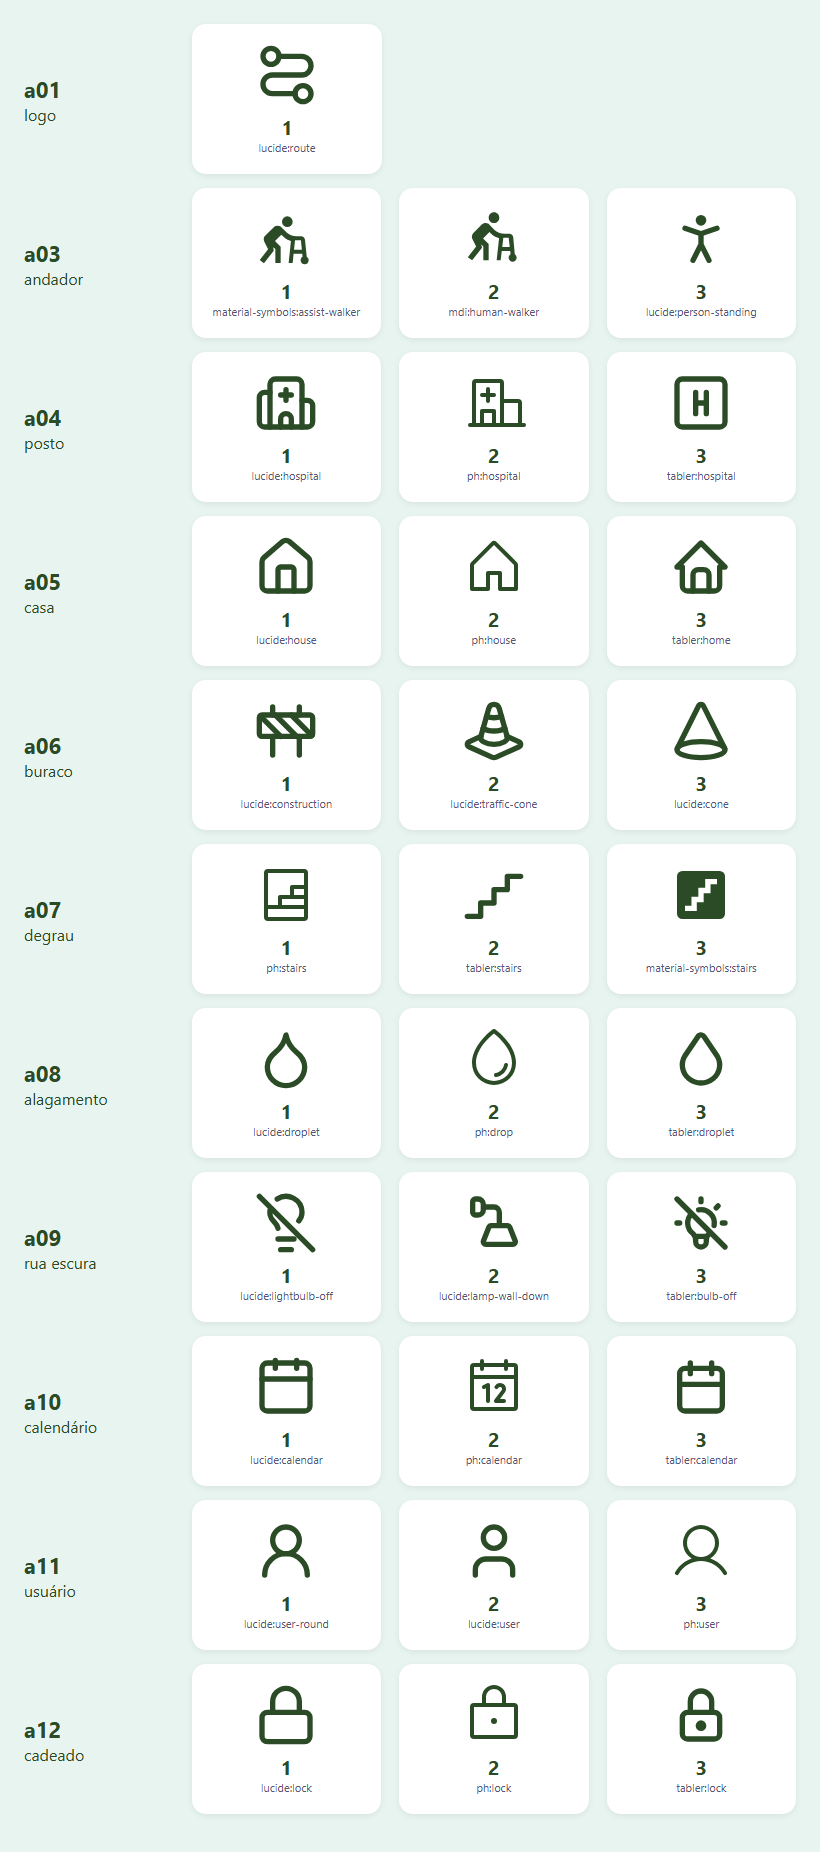 a01
logo
1
lucide:route
a03
andador
1
material-symbols:assist-walker
2
mdi:human-walker
3
lucide:person-standing
a04
posto
1
lucide:hospital
2
ph:hospital
H
3
tabler:hospital
a05
casa
1
lucide:house
2
ph:house
3
tabler:home
a06
buraco
1
lucide:construction
2
lucide:traffic-cone
3
lucide:cone
a07
degrau
1
ph:stairs
2
tabler:stairs
3
material-symbols:stairs
a08
alagamento
1
lucide:droplet
2
ph:drop
3
tabler:droplet
a09
rua escura
1
lucide:lightbulb-off
2
lucide:lamp-wall-down
3
tabler:bulb-off
a10
calendário
1
lucide:calendar
12
2
ph:calendar
3
tabler:calendar
a11
usuário
1
lucide:user-round
2
lucide:user
3
ph:user
a12
cadeado
1
lucide:lock
2
ph:lock
3
tabler:lock